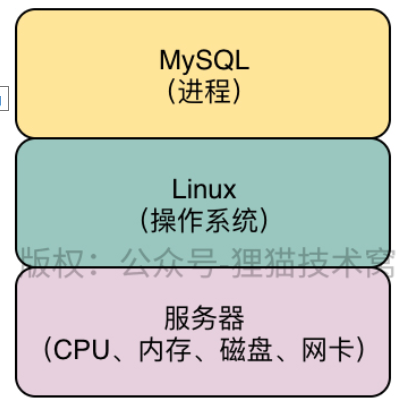 MySQL
（进程）
Linux
（操作系统）
版权：公众号-狸猫技术窝
服务器
（CPU、内存、磁盘、网卡）